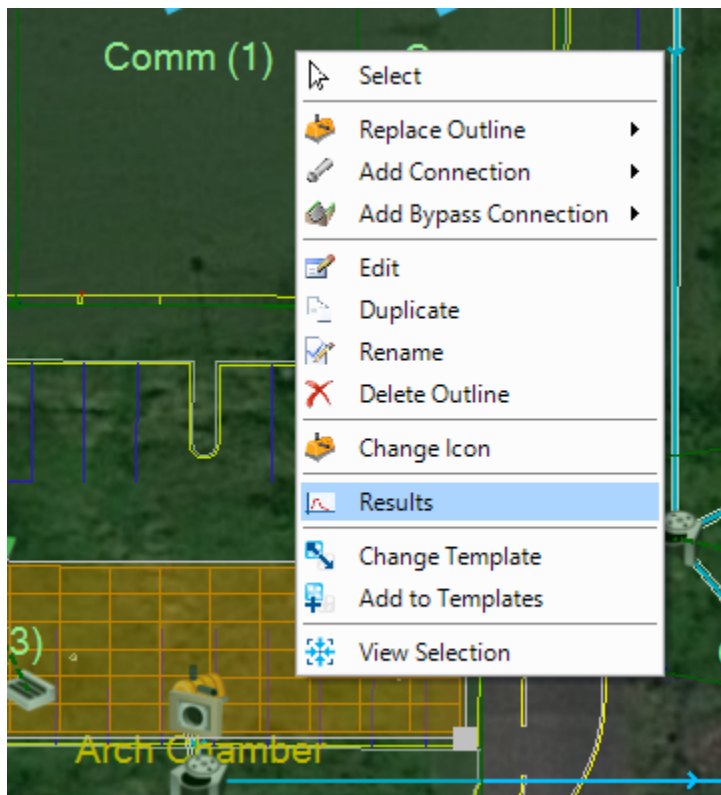 Comm (1)
Select
Replace Outline
Add Connection
Add Bypass Connection
Edit
Duplicate
Rename
Delete Outline
Change Icon
Results
Change Template
Add to Templates
View Selection
3)
Arch Chamber